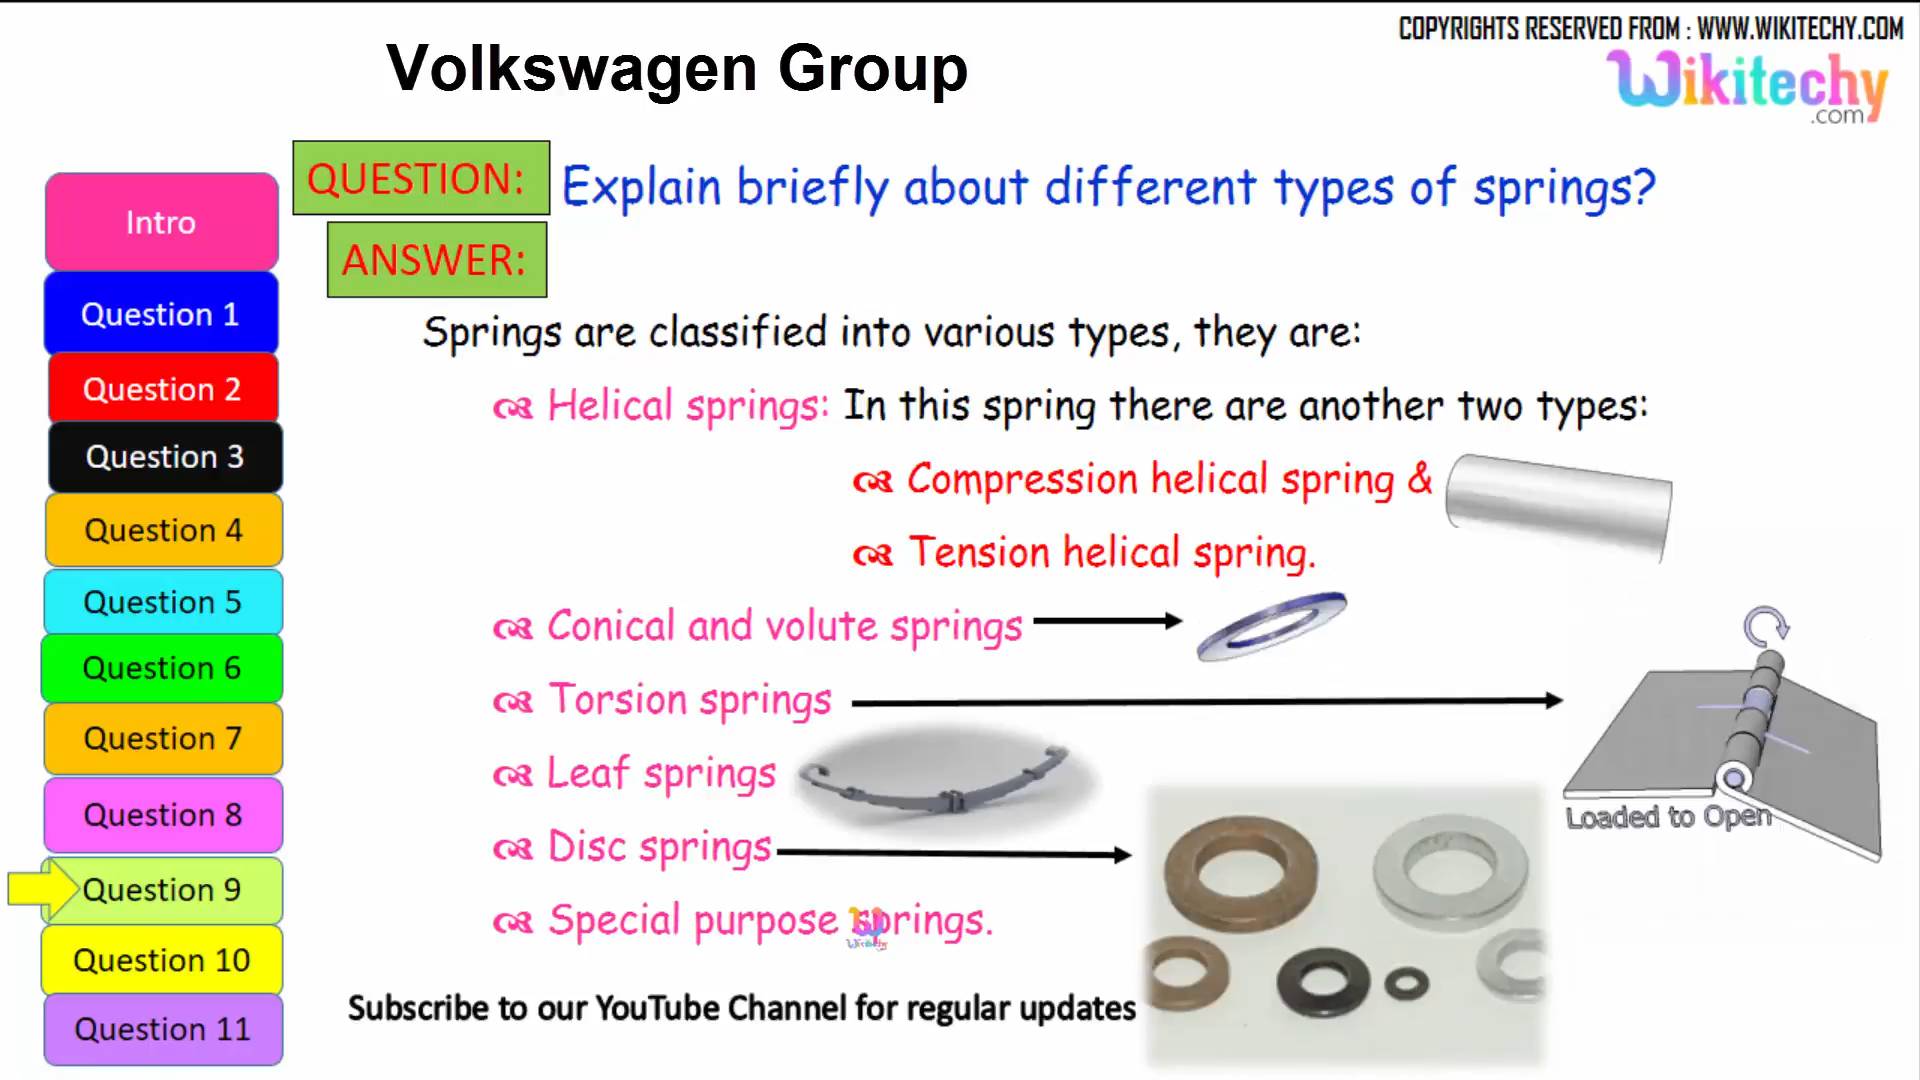 COPYRIGHTS RESERVED FROM : WWW.WIKITECHY.COM
Volkswagen Group
Wikitechy
.com
QUESTION: Explain briefly about different types of springs?
ANSWER:
Intro
Question 1
Question 2
Question 3
Question 4
Question 5
Question 6
Question 7
Question 8
Question 9
Question 10
Question 11
Springs are classified into various types, they are:
Helical springs: In this spring there are another two types:
Compression helical spring &
Tension helical spring.
Conical and volute springs
Torsion springs
Leaf springs
Disc springs
Special purpose springs.
Wikitechy
Loaded to Open
Subscribe to our YouTube Channel for regular updates